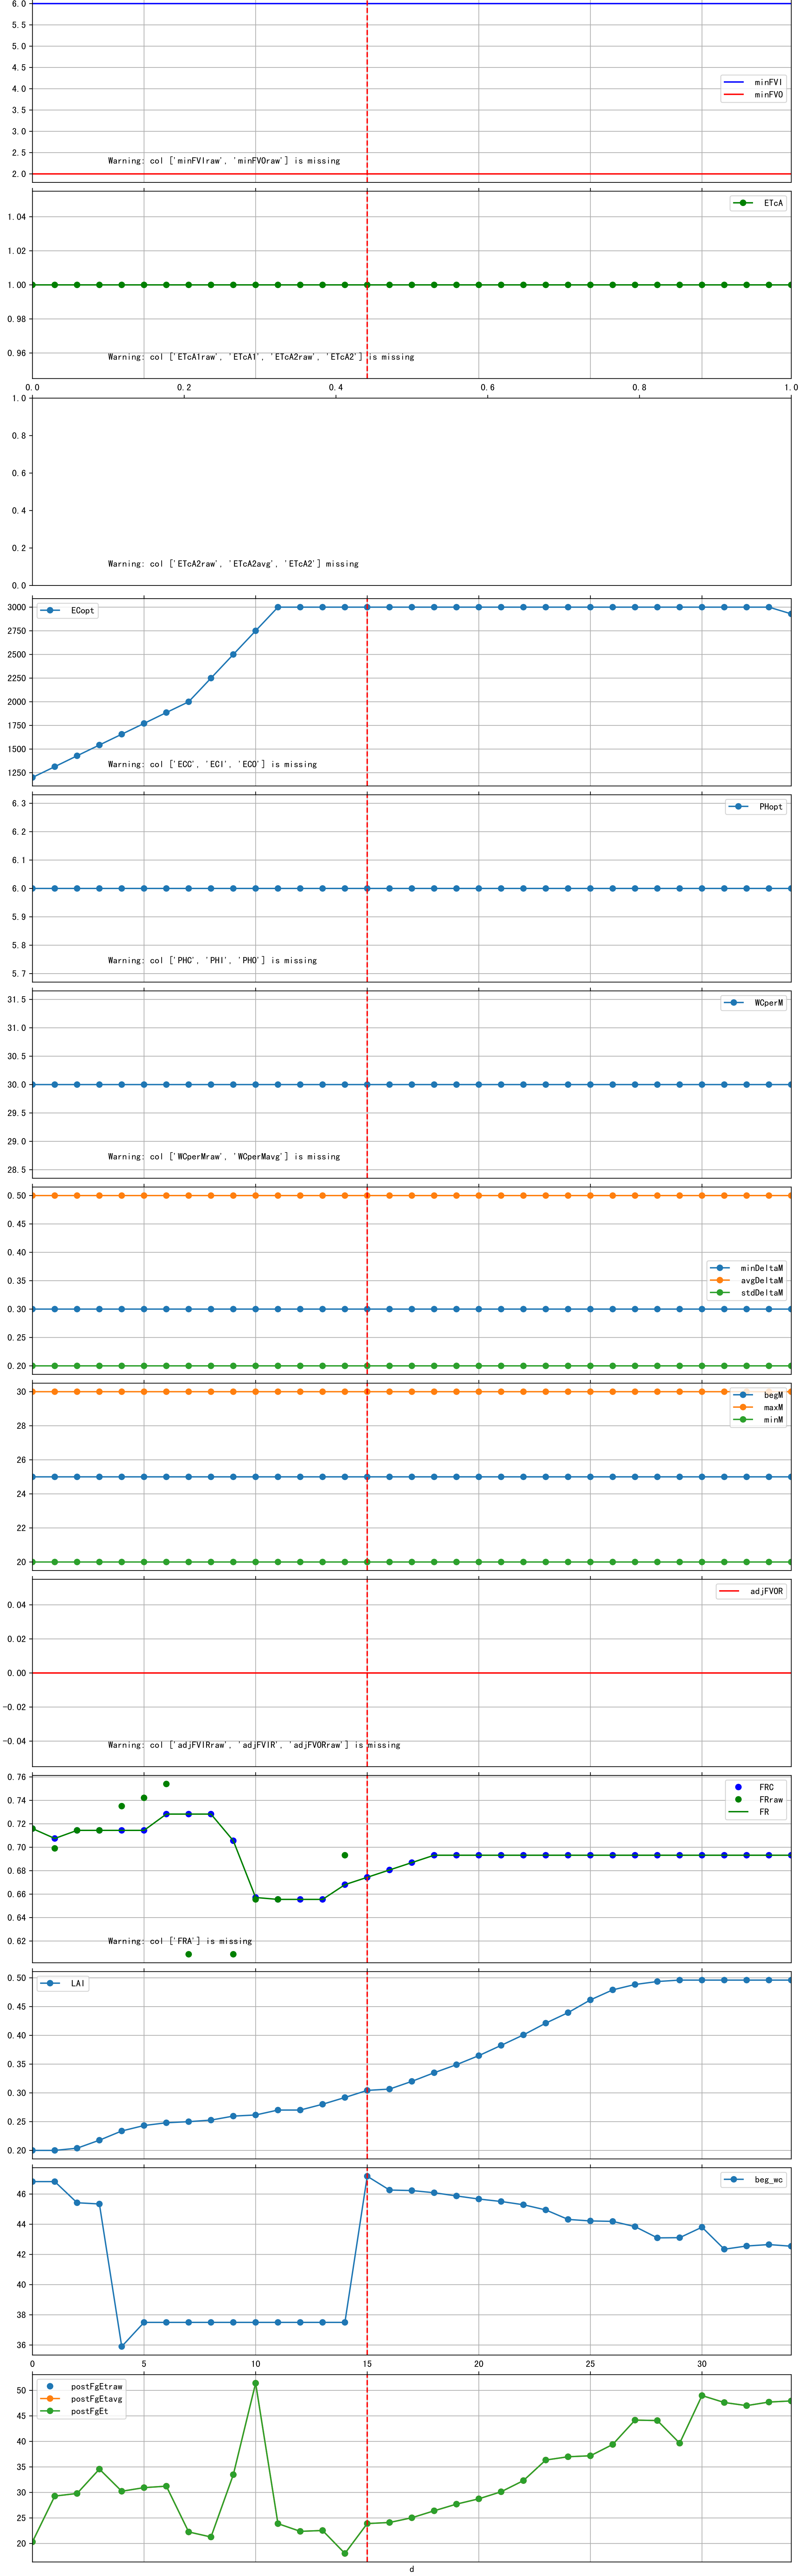 6.0
5.5
5.0
4.5
4.0
3.5
3.0
2.5
2.0
minFVI
minFVO
Warning: col ['minFVIraw', 'minFVOraw'] is missing
1.04
1.02
1.00
0.98
0.96
ETcA
Warning: col ['ETcA1raw', 'ETcA1', 'ETcA2raw', 'ETcA2'] is missing
0.0 0.2 0.4 0.6 0.8 1.0
1.0
0.8
0.6
0.4
0.2
0.0
Warning: col ['ETcA2raw', 'ETcA2avg', 'ETcA2'] missing
3000
2750
2500
2250
2000
1750
1500
1250
ECopt
Warning: col ['ECC', 'ECI', 'ECO'] is missing
6.3
6.2
6.1
6.0
5.9
5.8
5.7
PHopt
Warning: col ['PHC', 'PHI', 'PHO'] is missing
31.5
31.0
30.5
30.0
29.5
29.0
28.5
WCperM
Warning: col ['WCperMraw', 'WCperMavg'] is missing
0.50
0.45
0.40
0.35
0.30
0.25
0.20
minDeltaM
avgDeltaM
stdDeltaM
30
28
26
24
22
20
begM
maxM
minM
0.04
0.02
0.00
−0.02
−0.04
adjFVOR
Warning: col ['adjFVIRraw', 'adjFVIR', 'adjFVORraw'] is missing
0.76
0.74
0.72
0.70
0.68
0.66
0.64
0.62
FRC
FRraw
FR
Warning: col ['FRA'] is missing
0.50
0.45
0.40
0.35
0.30
0.25
0.20
LAI
46
44
42
40
38
36
beg_wc
0 5 10 15 20 25 30
50
45
40
35
30
25
20
postFgEtraw
postFgEtavg
postFgEt
d